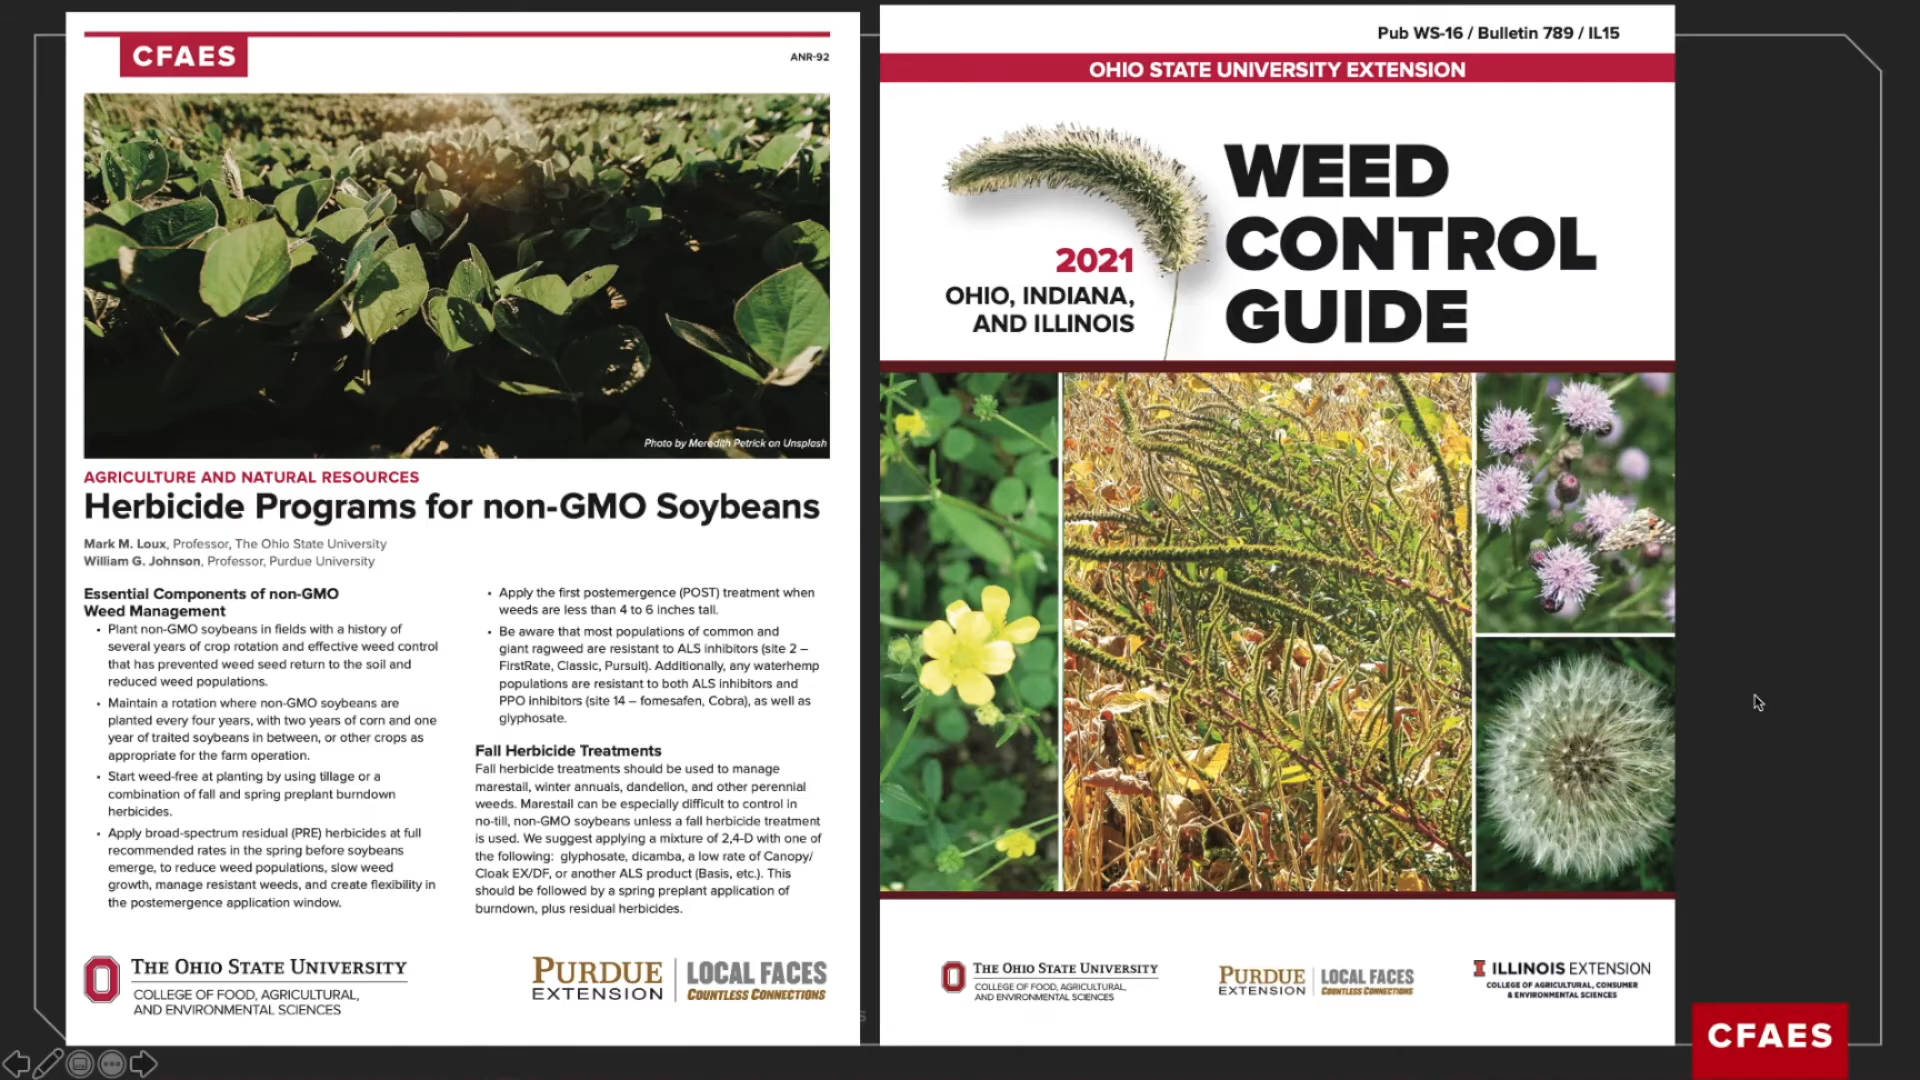 CFAES
ANR-92
Photo by Meredith Petrick on Unsplash
AGRICULTURE AND NATURAL RESOURCES
Herbicide Programs for non-GMO Soybeans
Mark M. Loux, Professor, The Ohio State University
William G. Johnson, Professor, Purdue University
Essential Components of non-GMO
Weed Management
• Plant non-GMO soybeans in fields with a history of
several years of crop rotation and effective weed control
that has prevented weed seed return to the soil and
reduced weed populations.
• Maintain a rotation where non-GMO soybeans are
planted every four years, with two years of corn and one
year of traited soybeans in between, or other crops as
appropriate for the farm operation.
• Start weed-free at planting by using tillage or a
combination of fall and spring preplant burndown
herbicides.
• Apply broad-spectrum residual (PRE) herbicides at full
recommended rates in the spring before soybeans
emerge, to reduce weed populations, slow weed
growth, manage resistant weeds, and create flexibility in
the postemergence application window.
• Apply the first postemergence (POST) treatment when
weeds are less than 4 to 6 inches tall.
• Be aware that most populations of common and
giant ragweed are resistant to ALS inhibitors (site 2 –
FirstRate, Classic, Pursuit). Additionally, any waterhemp
populations are resistant to both ALS inhibitors and
PPO inhibitors (site 14 – fomesafen, Cobra), as well as
glyphosate.
Fall Herbicide Treatments
Fall herbicide treatments should be used to manage
marestail, winter annuals, dandelion, and other perennial
weeds. Marestail can be especially difficult to control in
no-till, non-GMO soybeans unless a fall herbicide treatment
is used. We suggest applying a mixture of 2,4-D with one of
the following: glyphosate, dicamba, a low rate of Canopy/
Cloak EX/DF, or another ALS product (Basis, etc.). This
should be followed by a spring preplant application of
burndown, plus residual herbicides.
THE OHIO STATE UNIVERSITY
COLLEGE OF FOOD, AGRICULTURAL,
AND ENVIRONMENTAL SCIENCES
PURDUE
EXTENSION
LOCAL FACES
COUNTLESS CONNECTIONS
Pub WS-16 / Bulletin 789 / IL15
OHIO STATE UNIVERSITY EXTENSION
WEED
CONTROL
GUIDE
2021
OHIO, INDIANA,
AND ILLINOIS
THE OHIO STATE UNIVERSITY
COLLEGE OF FOOD, AGRICULTURAL,
AND ENVIRONMENTAL SCIENCES
PURDUE
EXTENSION
LOCAL FACES
COUNTLESS CONNECTIONS
ILLINOIS EXTENSION
COLLEGE OF AGRICULTURAL, CONSUMER
& ENVIRONMENTAL SCIENCES
CFAES